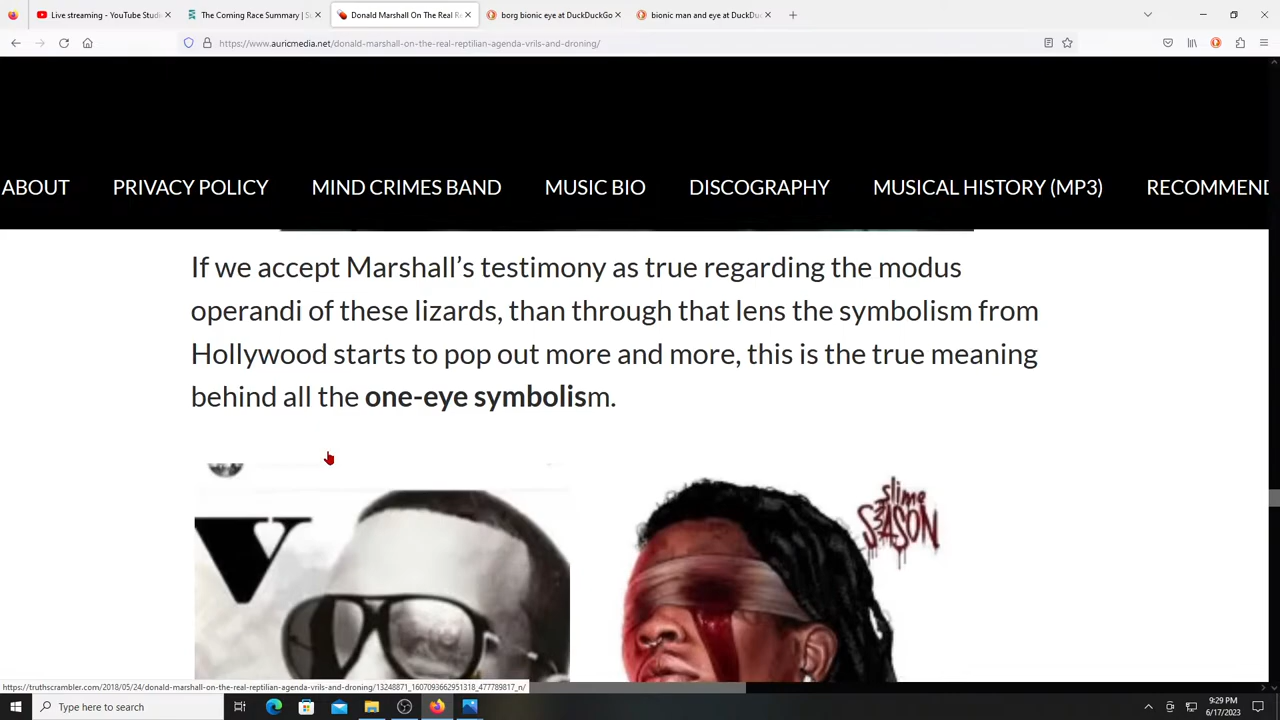 Live streaming - YouTube Studi
The Coming Race Summary | S
Donald Marshall On The Real R
borg bionic eye at DuckDuckGo
bionic man and eye at DuckDu
https://www.auricmedia.net/donald-marshall-on-the-real-reptilian-agenda-vrils-and-droning/
ABOUT PRIVACY POLICY MIND CRIMES BAND MUSIC BIO DISCOGRAPHY MUSICAL HISTORY (MP3) RECOMMEND
If we accept Marshall’s testimony as true regarding the modus
operandi of these lizards, than through that lens the symbolism from
Hollywood starts to pop out more and more, this is the true meaning
behind all the one-eye symbolism.
V
slime
SEASON
https://truthscrambler.com/2018/05/24/donald-marshall-on-the-real-reptilian-agenda-vrils-and-droning/13248871_1607093662951318_477789817_n/
Type here to search
9:29 PM
6/17/2023